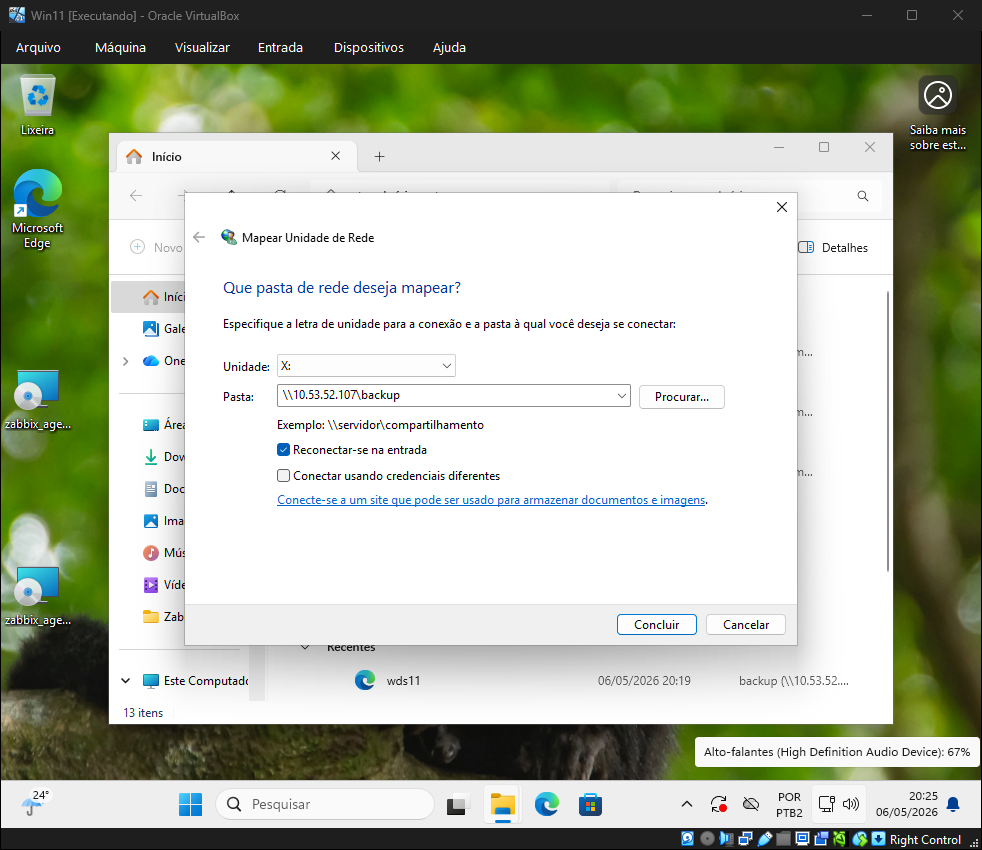 Win11 [Executando] - Oracle VirtualBox
Arquivo Máquina Visualizar Entrada Dispositivos Ajuda
Lixeira
Saiba mais
sobre est...
Início
Microsoft
Edge
Mapear Unidade de Rede
Novo
Detalhes
Que pasta de rede deseja mapear?
Iníci
Especifique a letra de unidade para a conexão e a pasta à qual você deseja se conectar:
Gale
One
m...
Unidade: X:
Pasta: \\10.53.52.107\backup Procurar...
zabbix_age...
Área
m...
Exemplo: \\servidor\compartilhamento
Reconectar-se na entrada
Dow
Conectar usando credenciais diferentes
m...
Doc
Conecte-se a um site que pode ser usado para armazenar documentos e imagens.
Ima
Mús
Víde
zabbix_age...
Zab
Concluir Cancelar
Recentes
Este Computado
wds11 06/05/2026 20:19 backup (\\10.53.52....
13 itens
Alto-falantes (High Definition Audio Device): 67%
24°
Pesquisar
POR
PTB2
20:25
06/05/2026
Right Control